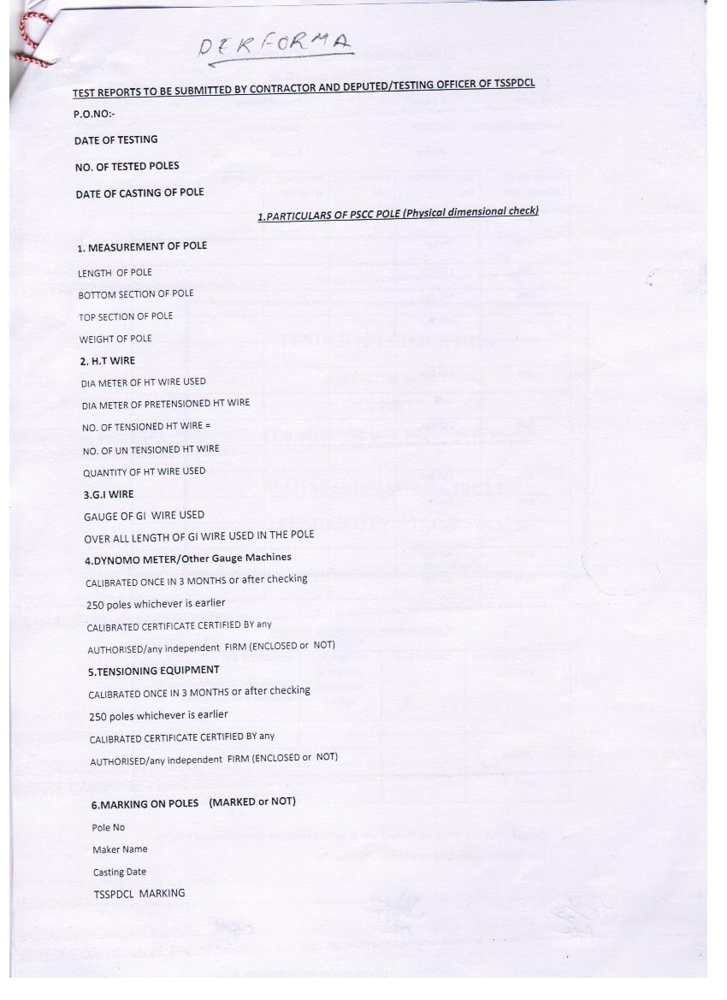 PERFORMA
TEST REPORTS TO BE SUBMITTED BY CONTRACTOR AND DEPUTED/TESTING OFFICER OF TSSPDCL
P.O.NO:-
DATE OF TESTING
NO. OF TESTED POLES
DATE OF CASTING OF POLE
1.PARTICULARS OF PSCC POLE (Physical dimensional check)
1. MEASUREMENT OF POLE
LENGTH OF POLE
BOTTOM SECTION OF POLE
TOP SECTION OF POLE
WEIGHT OF POLE
2. H.T WIRE
DIA METER OF HT WIRE USED
DIA METER OF PRETENSIONED HT WIRE
NO. OF TENSIONED HT WIRE =
NO. OF UN TENSIONED HT WIRE
QUANTITY OF HT WIRE USED
3.G.I WIRE
GAUGE OF GI WIRE USED
OVER ALL LENGTH OF GI WIRE USED IN THE POLE
4.DYNOMO METER/Other Gauge Machines
CALIBRATED ONCE IN 3 MONTHS or after checking
250 poles whichever is earlier
CALIBRATED CERTIFICATE CERTIFIED BY any
AUTHORISED/any independent FIRM (ENCLOSED or NOT)
5.TENSIONING EQUIPMENT
CALIBRATED ONCE IN 3 MONTHS or after checking
250 poles whichever is earlier
CALIBRATED CERTIFICATE CERTIFIED BY any
AUTHORISED/any independent FIRM (ENCLOSED or NOT)
6.MARKING ON POLES (MARKED or NOT)
Pole No
Maker Name
Casting Date
TSSPDCL MARKING